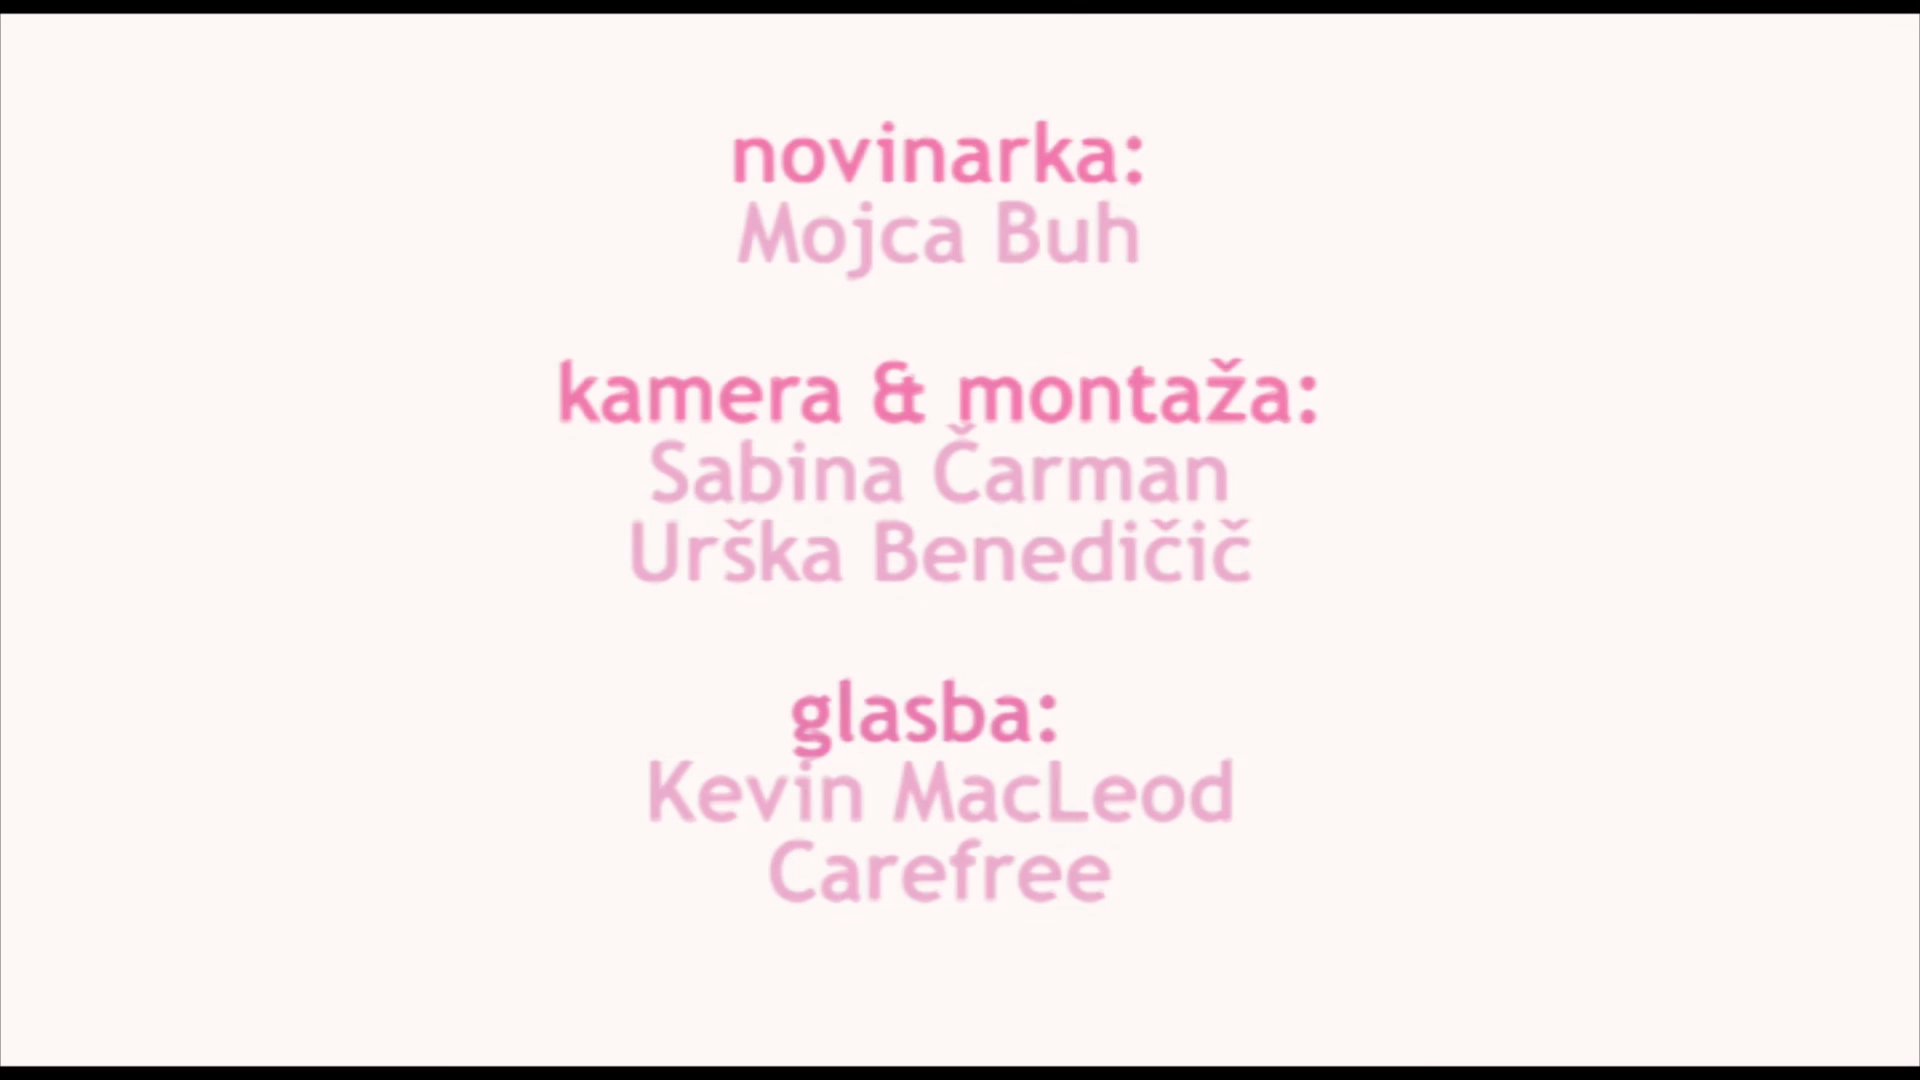 novinarka:
Mojca Buh
kamera & montaža:
Sabina Čarman
Urška Benedičič
glasba:
Kevin MacLeod
Carefree